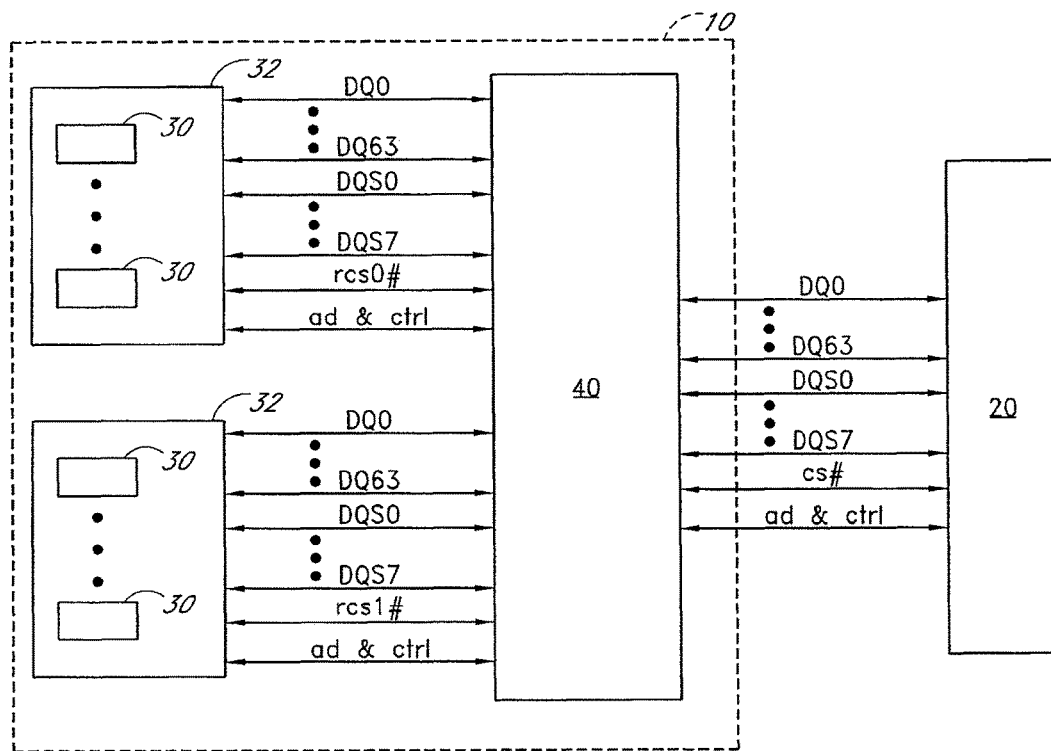 10
32
30
30
DQ0
DQ63
DQS0
DQS7
rcs0#
ad & ctrl
32
30
30
DQ0
DQ63
DQS0
DQS7
rcs1#
ad & ctrl
40
DQ0
DQ63
DQS0
DQS7
cs#
ad & ctrl
20